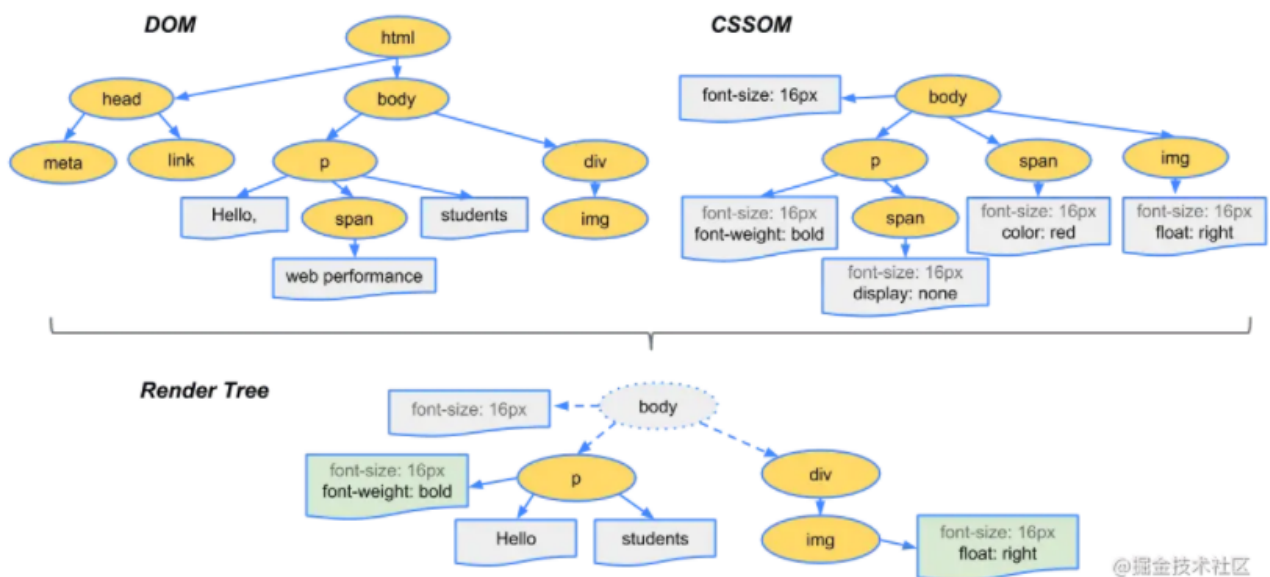 DOM
html
head
body
meta
link
p
div
Hello,
span
students
img
web performance
CSSOM
font-size: 16px
body
p
span
img
font-size: 16px
font-weight: bold
span
font-size: 16px
color: red
font-size: 16px
float: right
font-size: 16px
display: none
Render Tree
font-size: 16px
body
font-size: 16px
font-weight: bold
p
div
Hello
students
img
font-size: 16px
float: right
@掘金技术社区